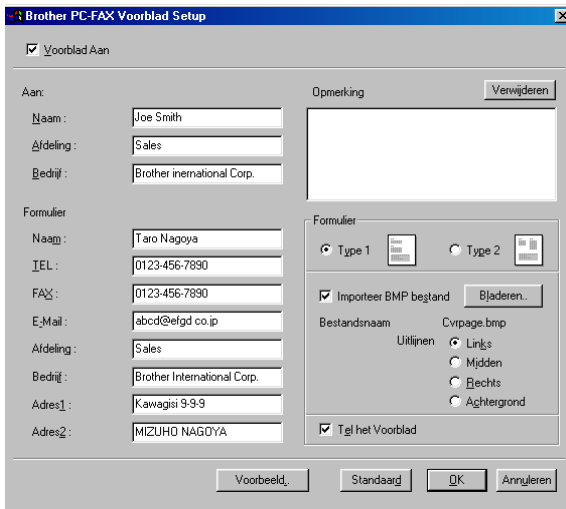 Brother PC-FAX Voorblad Setup
Voorblad Aan
Aan:
Naam : Joe Smith
Afdeling : Sales
Bedrijf : Brother inernational Corp.
Opmerking Verwijderen
Formulier
Naam : Taro Nagoya
TEL : 0123-456-7890
FAX : 0123-456-7890
E-Mail : abcd@efgd co.jp
Afdeling : Sales
Bedrijf : Brother International Corp.
Adres1 : Kawagisi 9-9-9
Adres2 : MIZUHO NAGOYA
Formulier
Type 1 Type 2
Importeer BMP bestand Bladeren..
Bestandsnaam Cvrpage.bmp
Uitlijnen Links
Midden
Rechts
Achtergrond
Tel het Voorblad
Voorbeeld.. Standaard OK Annuleren